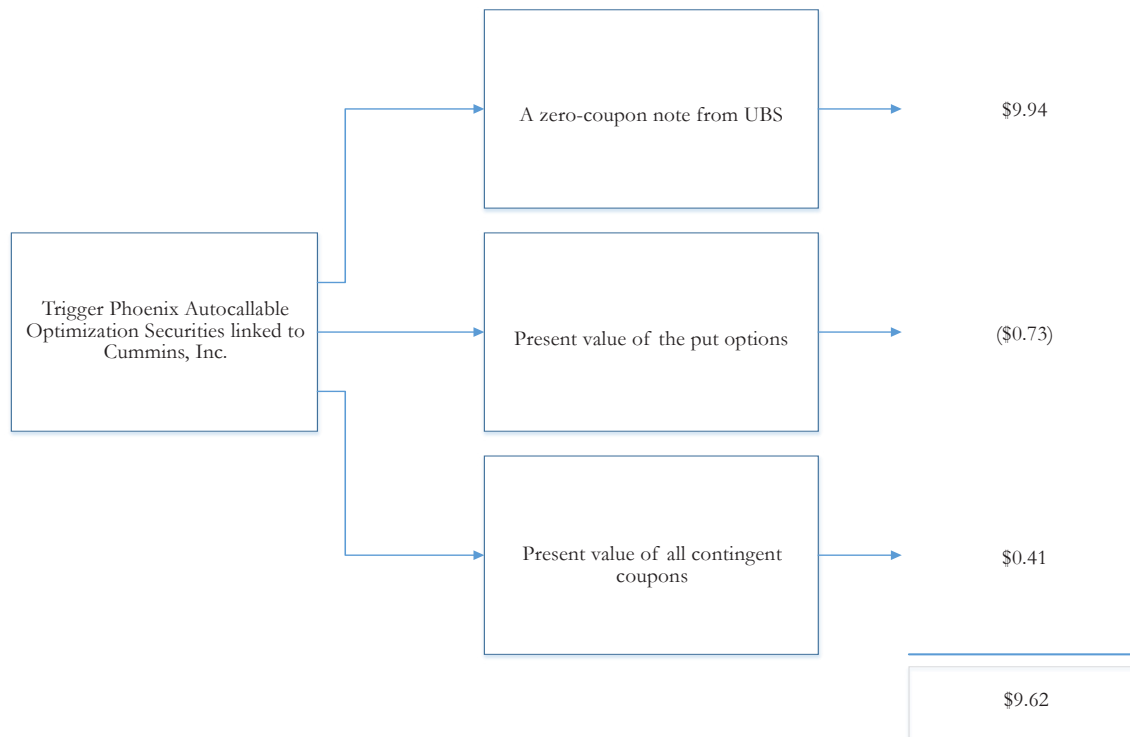 A zero-coupon note from UBS
$9.94
Trigger Phoenix Autocallable
Optimization Securities linked to
Cummins, Inc.
Present value of the put options
($0.73)
Present value of all contingent
coupons
$0.41
$9.62